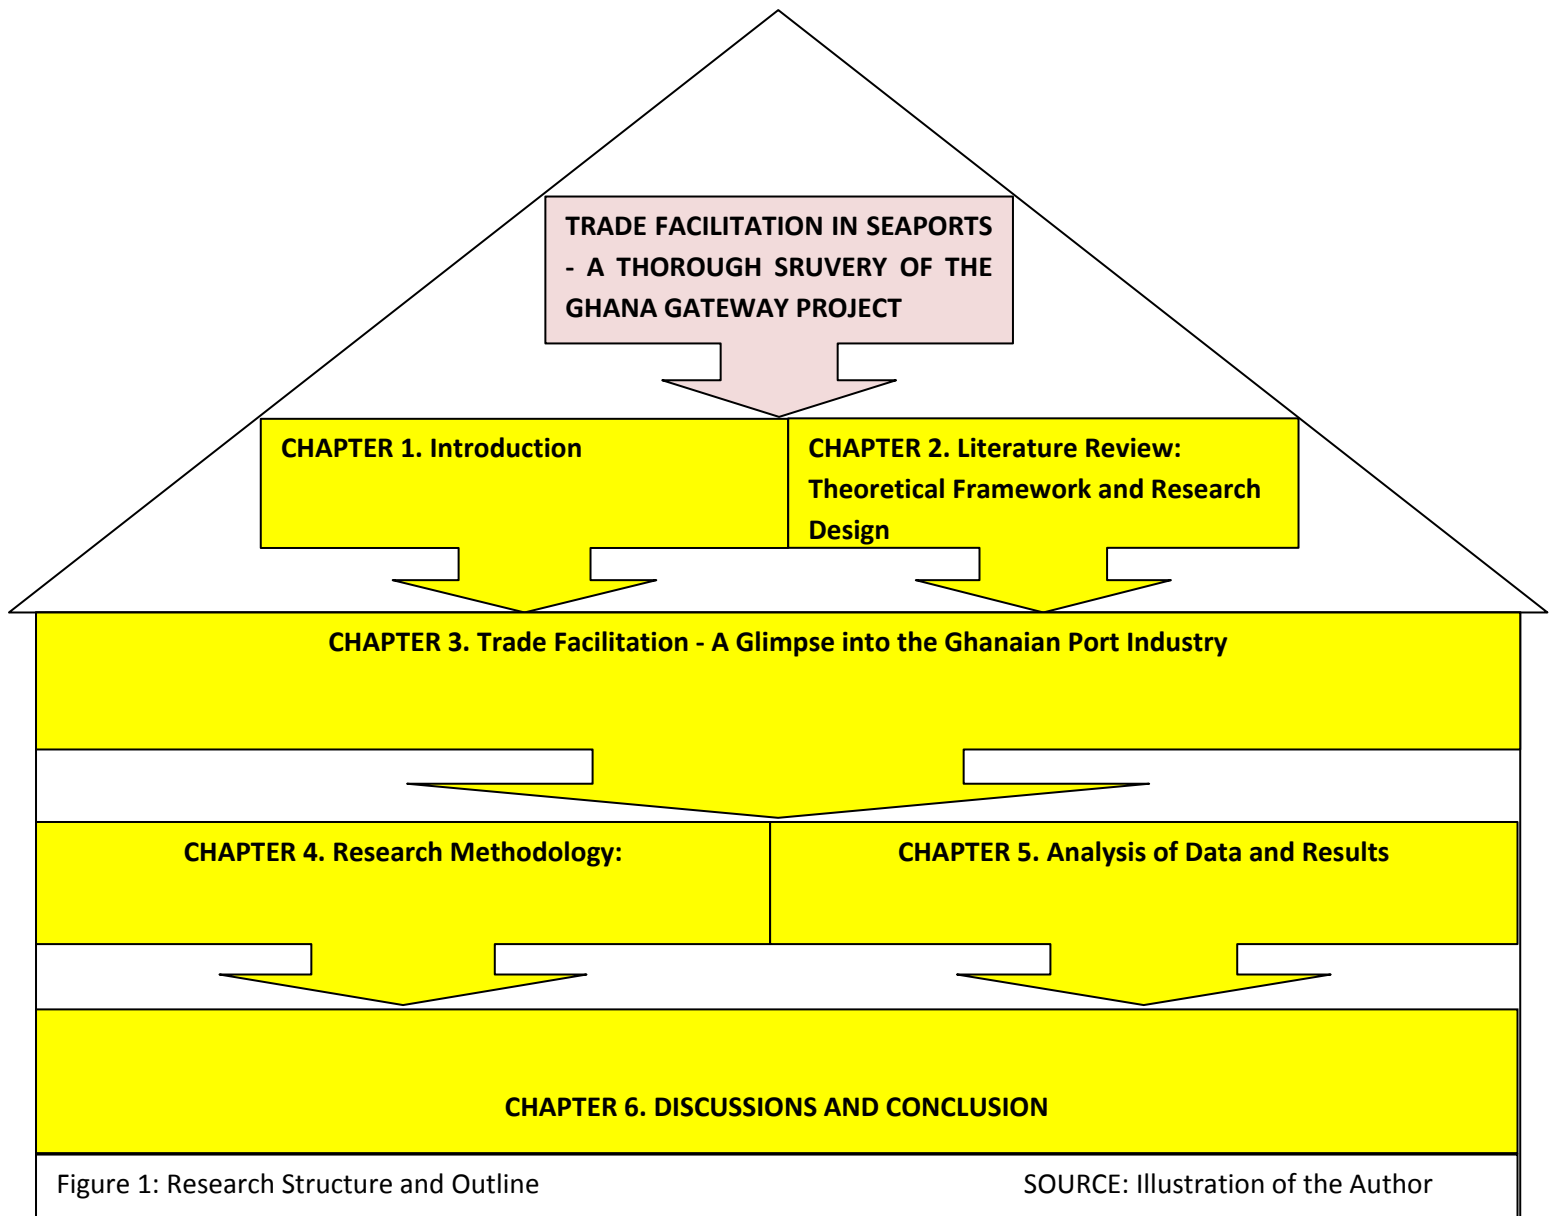 TRADE FACILITATION IN SEAPORTS
- A THOROUGH SRUVERY OF THE
GHANA GATEWAY PROJECT
CHAPTER 1. Introduction
CHAPTER 2. Literature Review:
Theoretical Framework and Research
Design
CHAPTER 3. Trade Facilitation - A Glimpse into the Ghanaian Port Industry
CHAPTER 4. Research Methodology:
CHAPTER 5. Analysis of Data and Results
CHAPTER 6. DISCUSSIONS AND CONCLUSION
Figure 1: Research Structure and Outline
SOURCE: Illustration of the Author